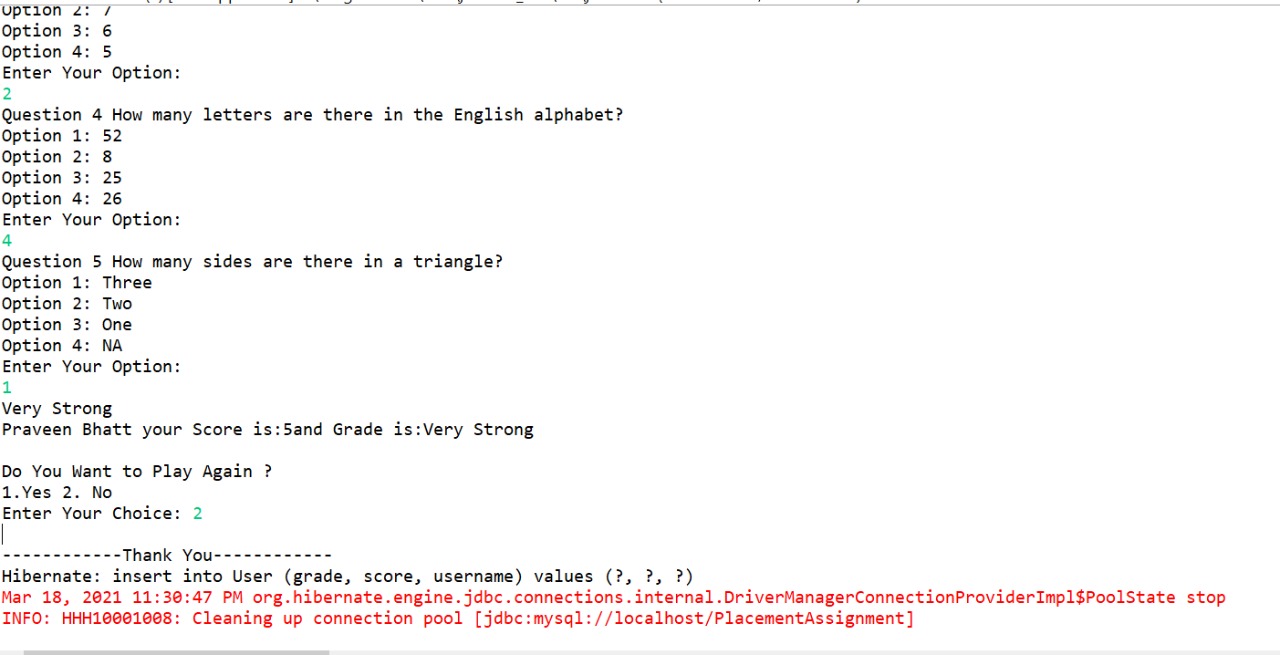 Option 2: 7
Option 3: 6
Option 4: 5
Enter Your Option:
2
Question 4 How many letters are there in the English alphabet?
Option 1: 52
Option 2: 8
Option 3: 25
Option 4: 26
Enter Your Option:
4
Question 5 How many sides are there in a triangle?
Option 1: Three
Option 2: Two
Option 3: One
Option 4: NA
Enter Your Option:
1
Very Strong
Praveen Bhatt your Score is:5and Grade is:Very Strong
Do You Want to Play Again ?
1.Yes 2. No
Enter Your Choice: 2
------------Thank You------------
Hibernate: insert into User (grade, score, username) values (?, ?, ?)
Mar 18, 2021 11:30:47 PM org.hibernate.engine.jdbc.connections.internal.DriverManagerConnectionProviderImpl$PoolState stop
INFO: HHH10001008: Cleaning up connection pool [jdbc:mysql://localhost/PlacementAssignment]